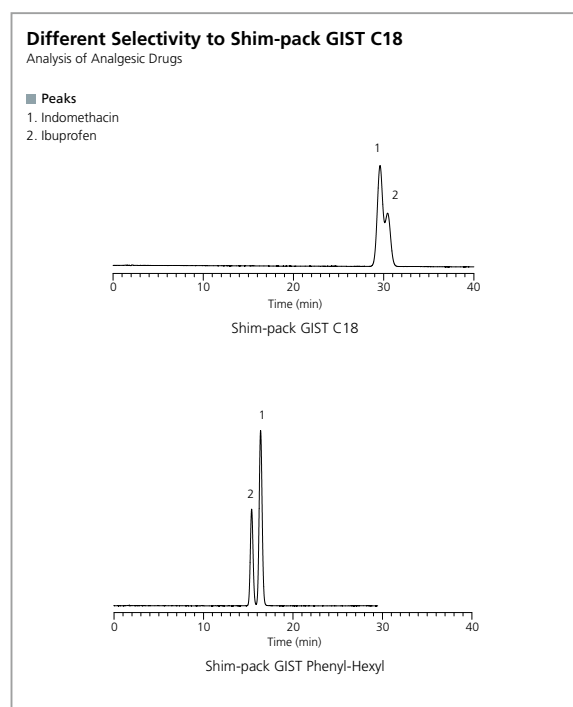 Different Selectivity to Shim-pack GIST C18
Analysis of Analgesic Drugs
Peaks
1. Indomethacin
2. Ibuprofen
1
2
0 10 20 30 40
Time (min)
Shim-pack GIST C18
1
2
0 10 20 30 40
Time (min)
Shim-pack GIST Phenyl-Hexyl